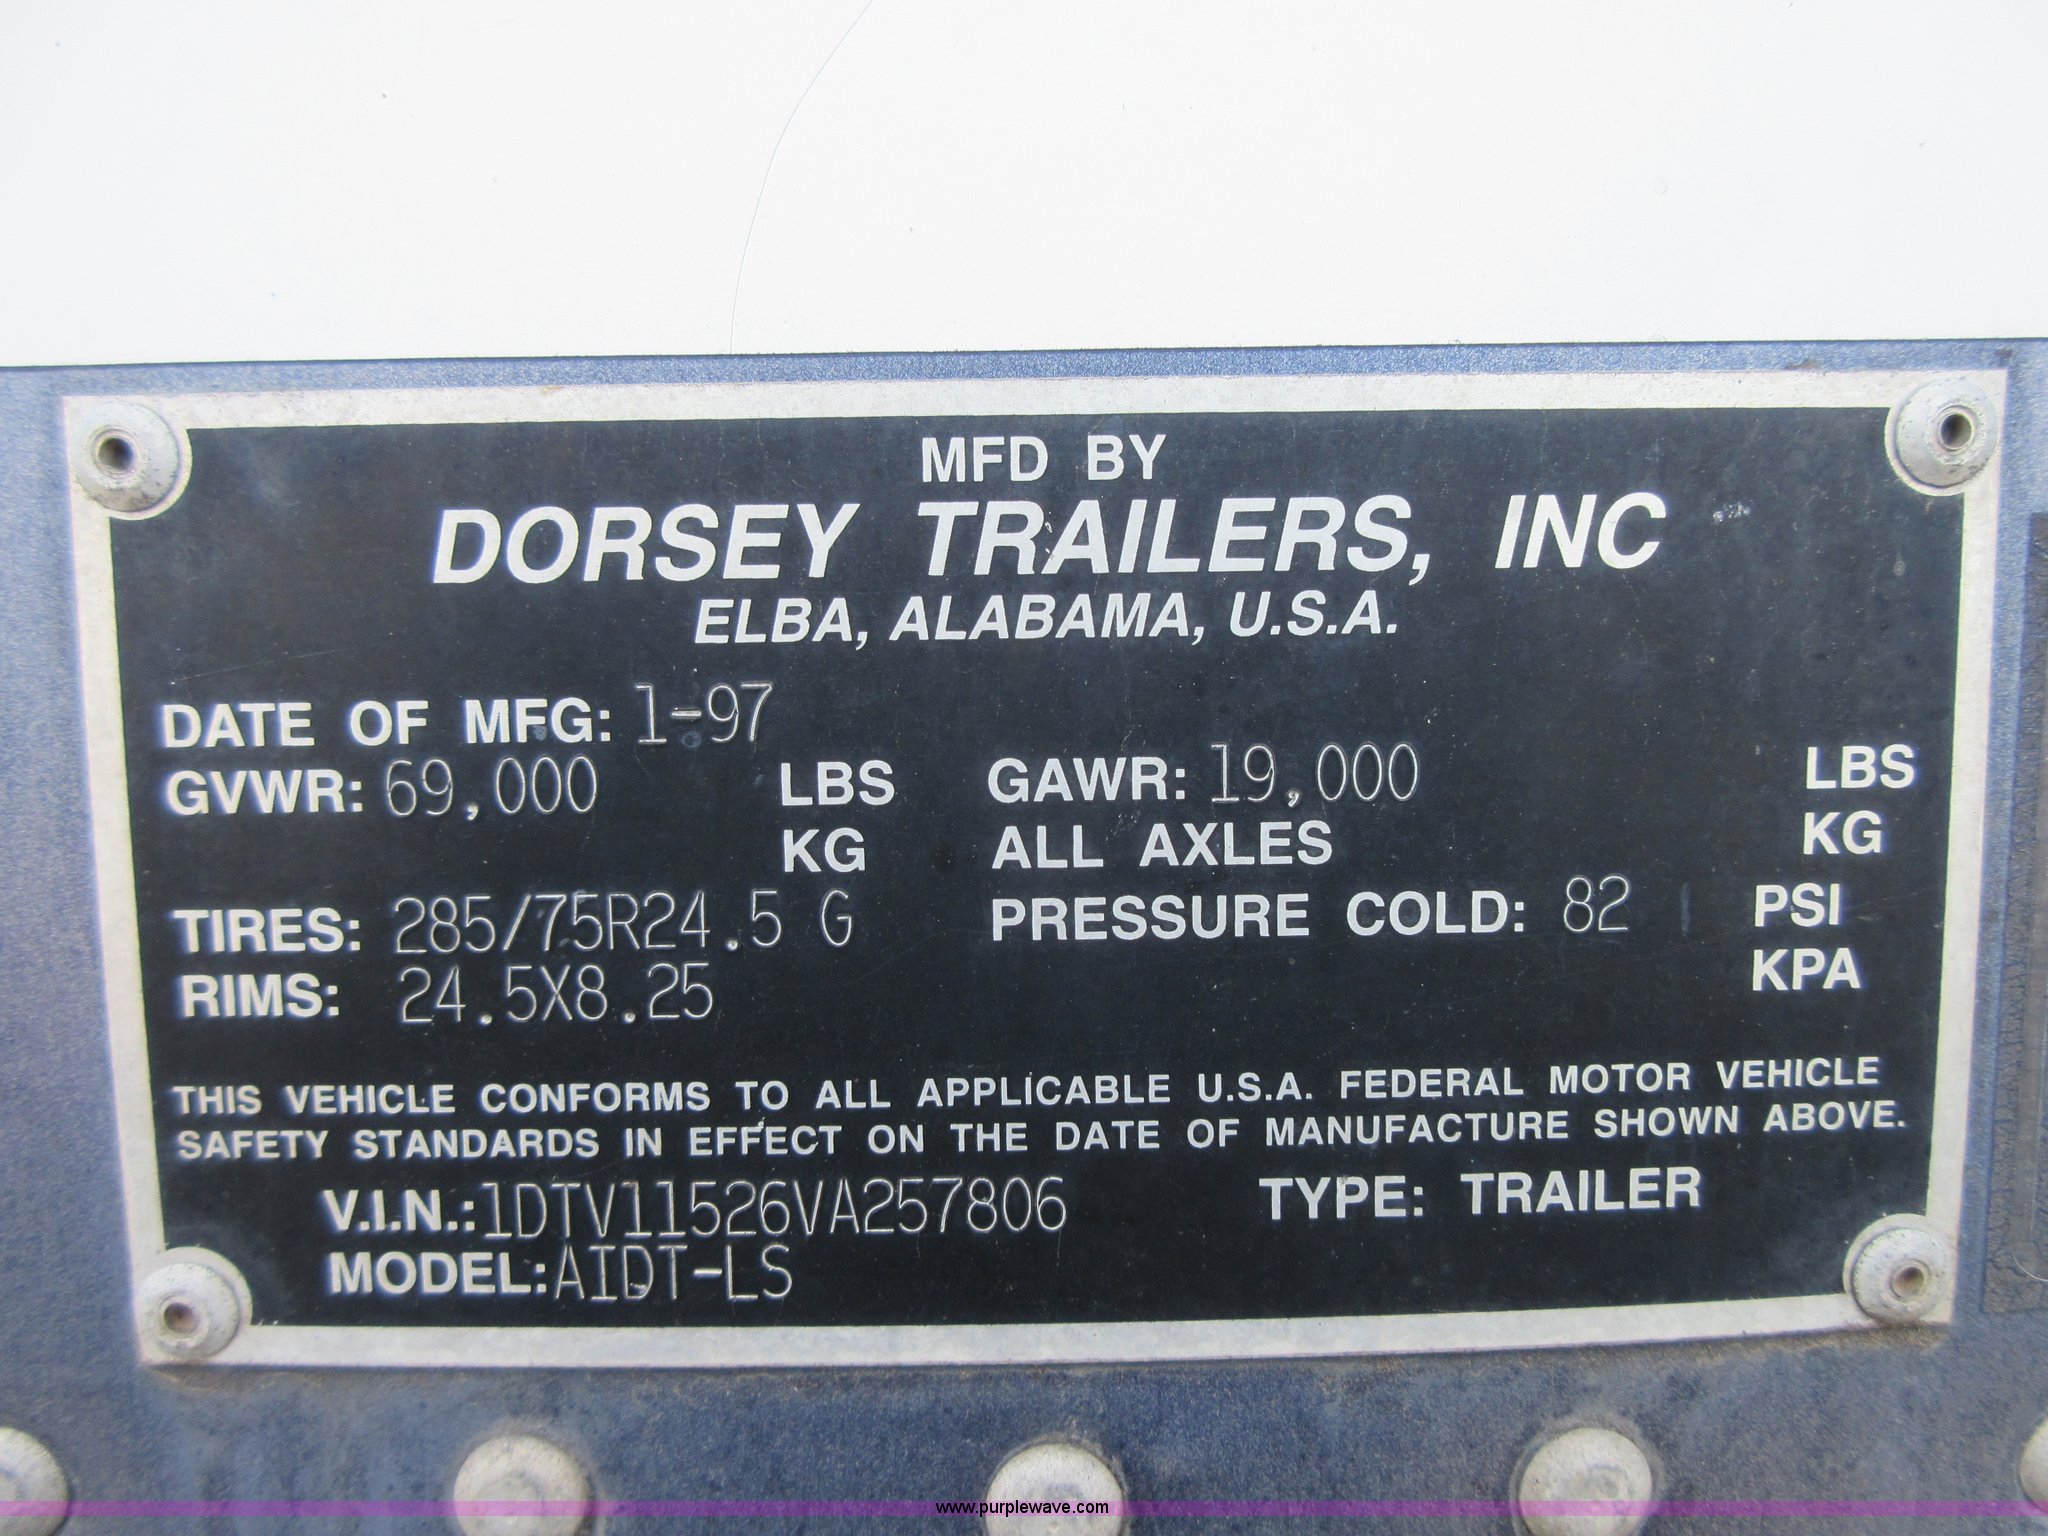 MFD BY
DORSEY TRAILERS, INC
ELBA, ALABAMA, U.S.A.
DATE OF MFG: 1-97
GVWR: 69,000 LBS GAWR: 19,000 LBS
KG ALL AXLES KG
TIRES: 285/75R24.5 G PRESSURE COLD: 82 PSI
RIMS: 24.5X8.25 KPA
THIS VEHICLE CONFORMS TO ALL APPLICABLE U.S.A. FEDERAL MOTOR VEHICLE
SAFETY STANDARDS IN EFFECT ON THE DATE OF MANUFACTURE SHOWN ABOVE.
V.I.N.: 1DTV11526VA257806 TYPE: TRAILER
MODEL: AIDT-LS
www.purplewave.com